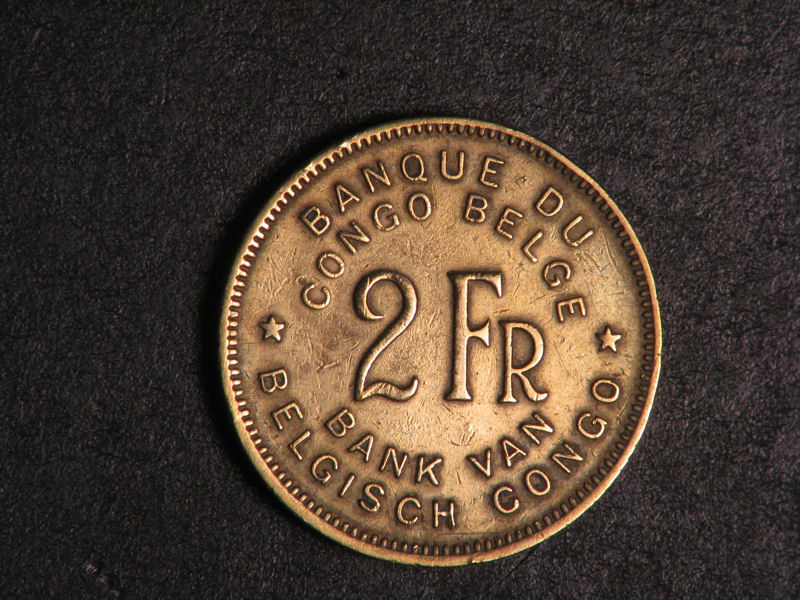 BANQUE DU
CONGO BELGE
2 FR
BANK VAN
BELGISCH CONGO